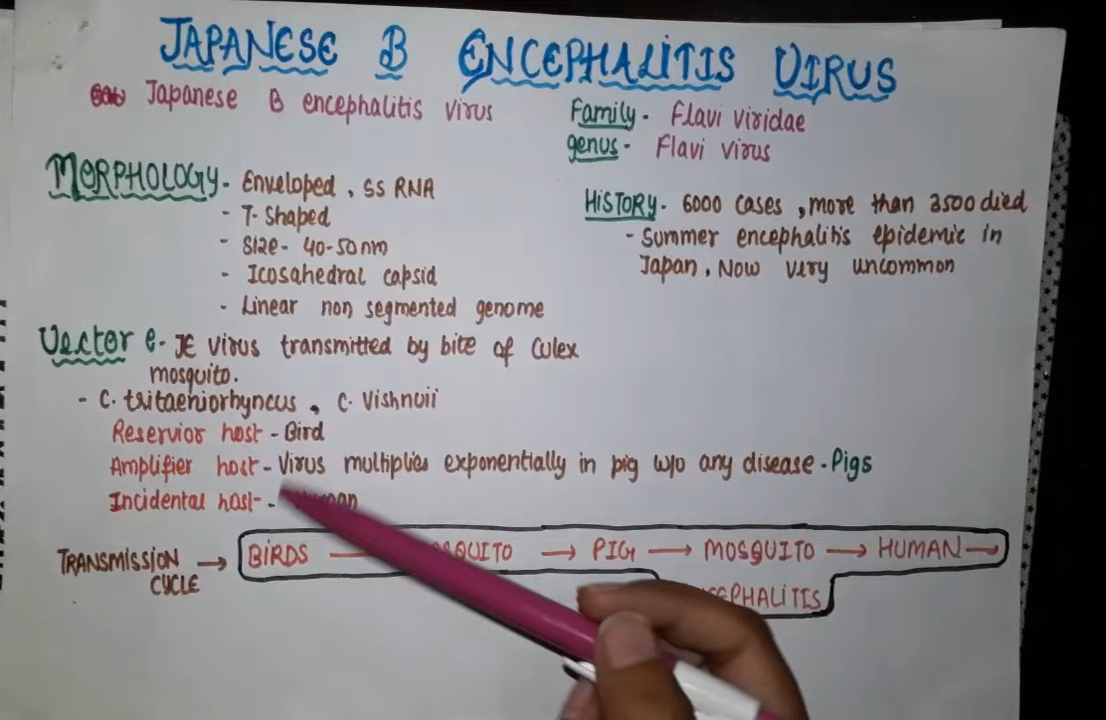 JAPANESE B ENCEPHALITIS VIRUS
Japanese B encephalitis virus
Family - Flavi viridae
genus - Flavi virus
MORPHOLOGY - Enveloped, ss RNA
- T-Shaped
- Size - 40-50nm
- Icosahedral capsid
- Linear non segmented genome
HISTORY - 6000 cases, more than 3500 died
- Summer encephalitis epidemic in
Japan. Now very uncommon
Vector e - JE Virus transmitted by bite of Culex
mosquito.
- C. tritaeniorhyncus, C. Vishnuii
Reservior host - Bird
Amplifier host - Virus multiplies exponentially in pig w/o any disease - Pigs
Incidental host -
TRANSMISSION CYCLE → BIRDS → → PIG → MOSQUITO → HUMAN →